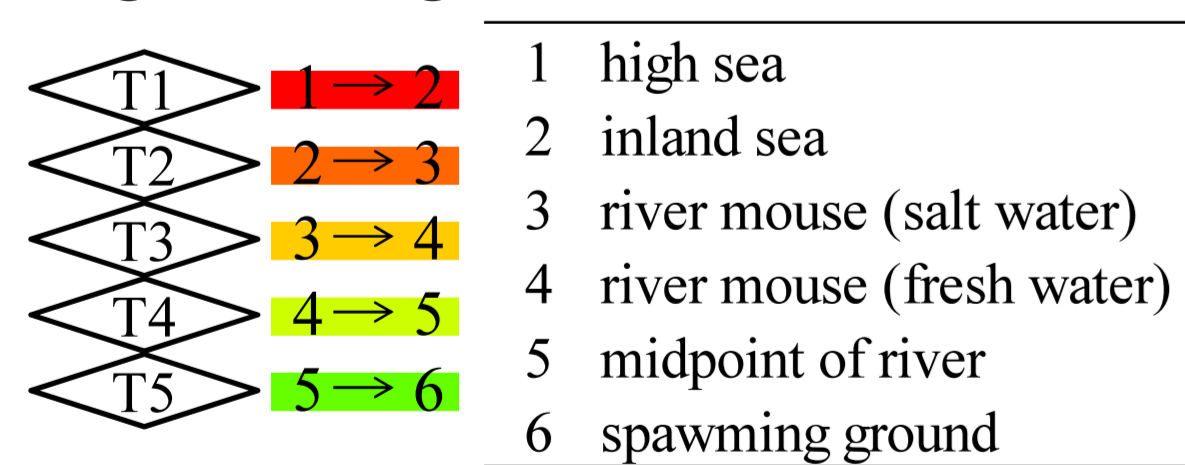 T1 1 → 2
T2 2 → 3
T3 3 → 4
T4 4 → 5
T5 5 → 6
1 high sea
2 inland sea
3 river mouse (salt water)
4 river mouse (fresh water)
5 midpoint of river
6 spawming ground